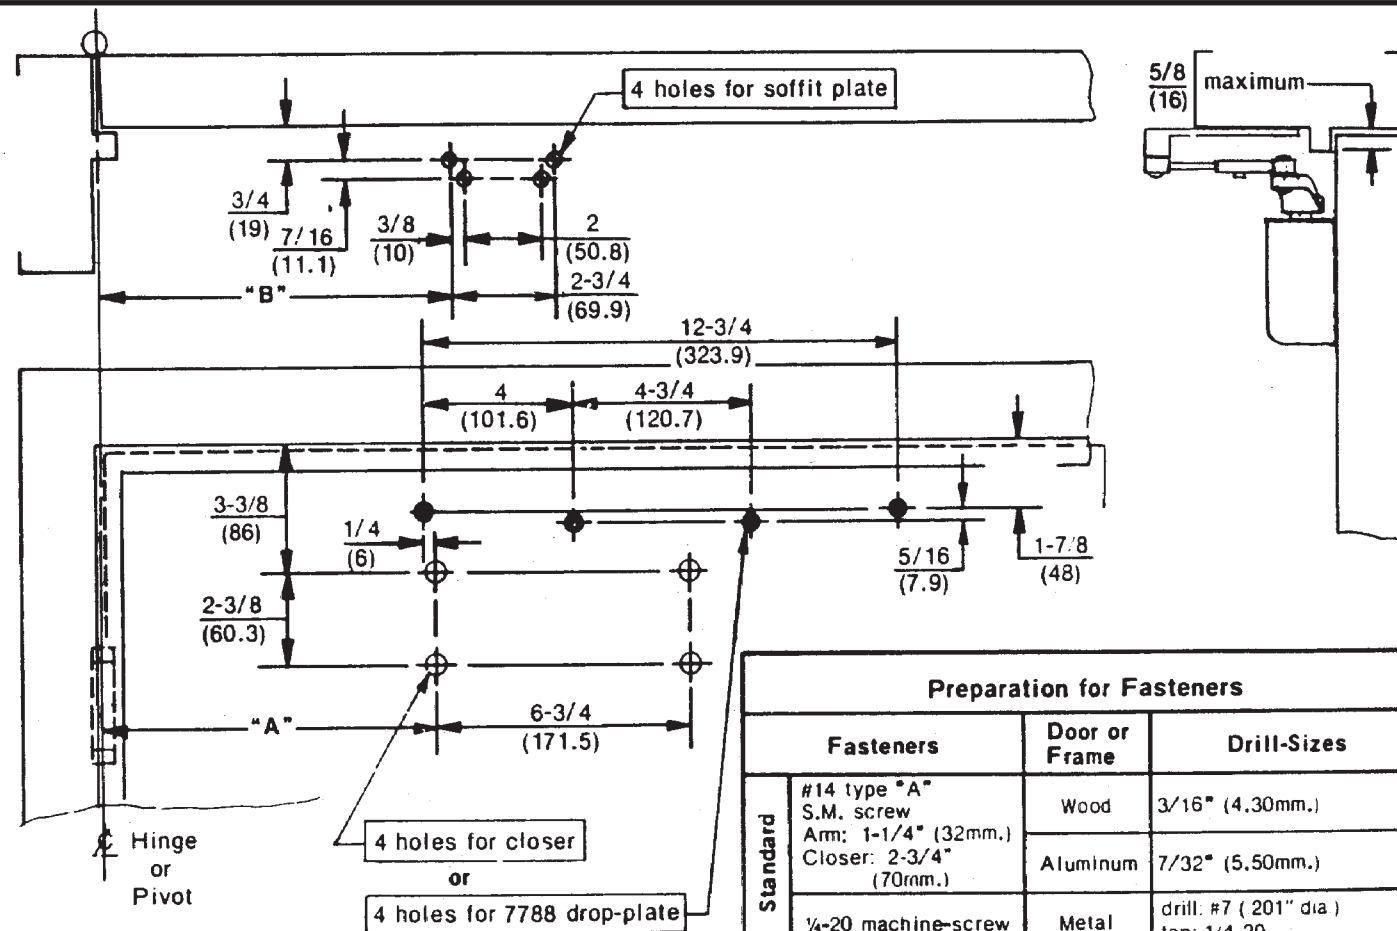 4 holes for soffit plate
5/8
(16)
maximum
3/4
(19)
7/16
(11.1)
3/8
(10)
2
(50.8)
"B"
2-3/4
(69.9)
12-3/4
(323.9)
4
(101.6)
4-3/4
(120.7)
3-3/8
(86)
1/4
(6)
5/16
(7.9)
1-7/8
(48)
2-3/8
(60.3)
"A"
6-3/4
(171.5)
℄ Hinge
or
Pivot
4 holes for closer
or
4 holes for 7788 drop-plate
Preparation for Fasteners
Fasteners
Door or
Frame
Drill-Sizes
Standard
#14 type "A"
S.M. screw
Arm: 1-1/4" (32mm.)
Closer: 2-3/4"
(70mm.)
Wood
3/16" (4.30mm.)
Aluminum
7/32" (5.50mm.)
¼-20 machine-screw
Metal
drill: #7 (.201" dia.)
tap: 1/4-20